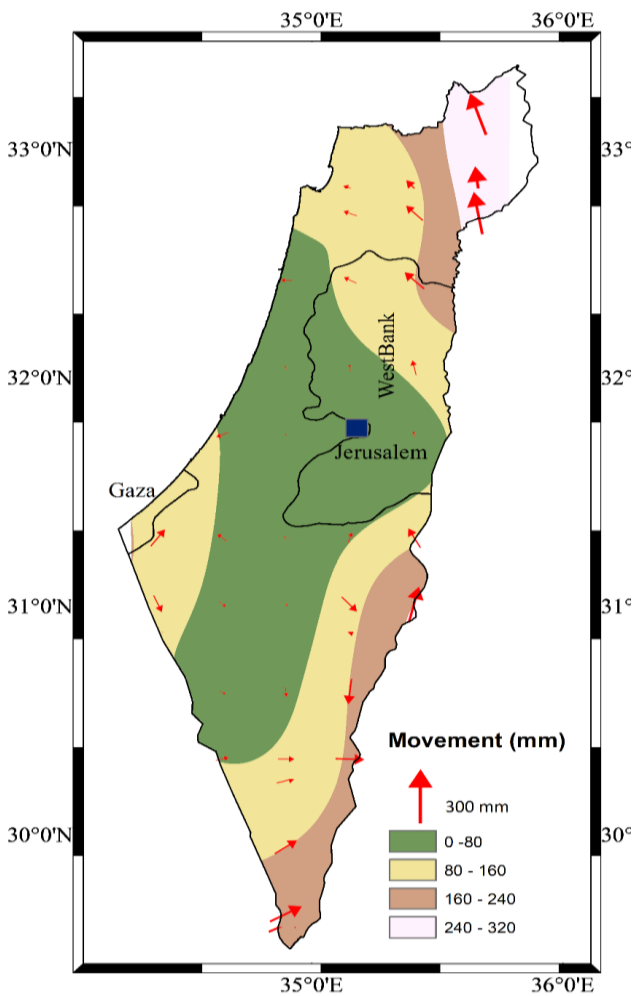 35°0'E
36°0'E
33°0'N
33°
32°0'N
32°
WestBank
Jerusalem
Gaza
31°0'N
31°
Movement (mm)
300 mm
0 -80
80 - 160
160 - 240
240 - 320
30°0'N
30°
35°0'E
36°0'E